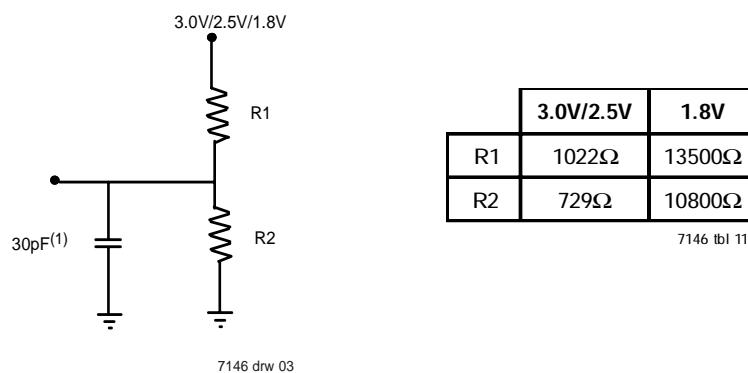 3.0V/2.5V/1.8V
R1
30pF(1)
R2
7146 drw 03
3.0V/2.5V 1.8V
R1 1022Ω 13500Ω
R2 729Ω 10800Ω
7146 tbl 11